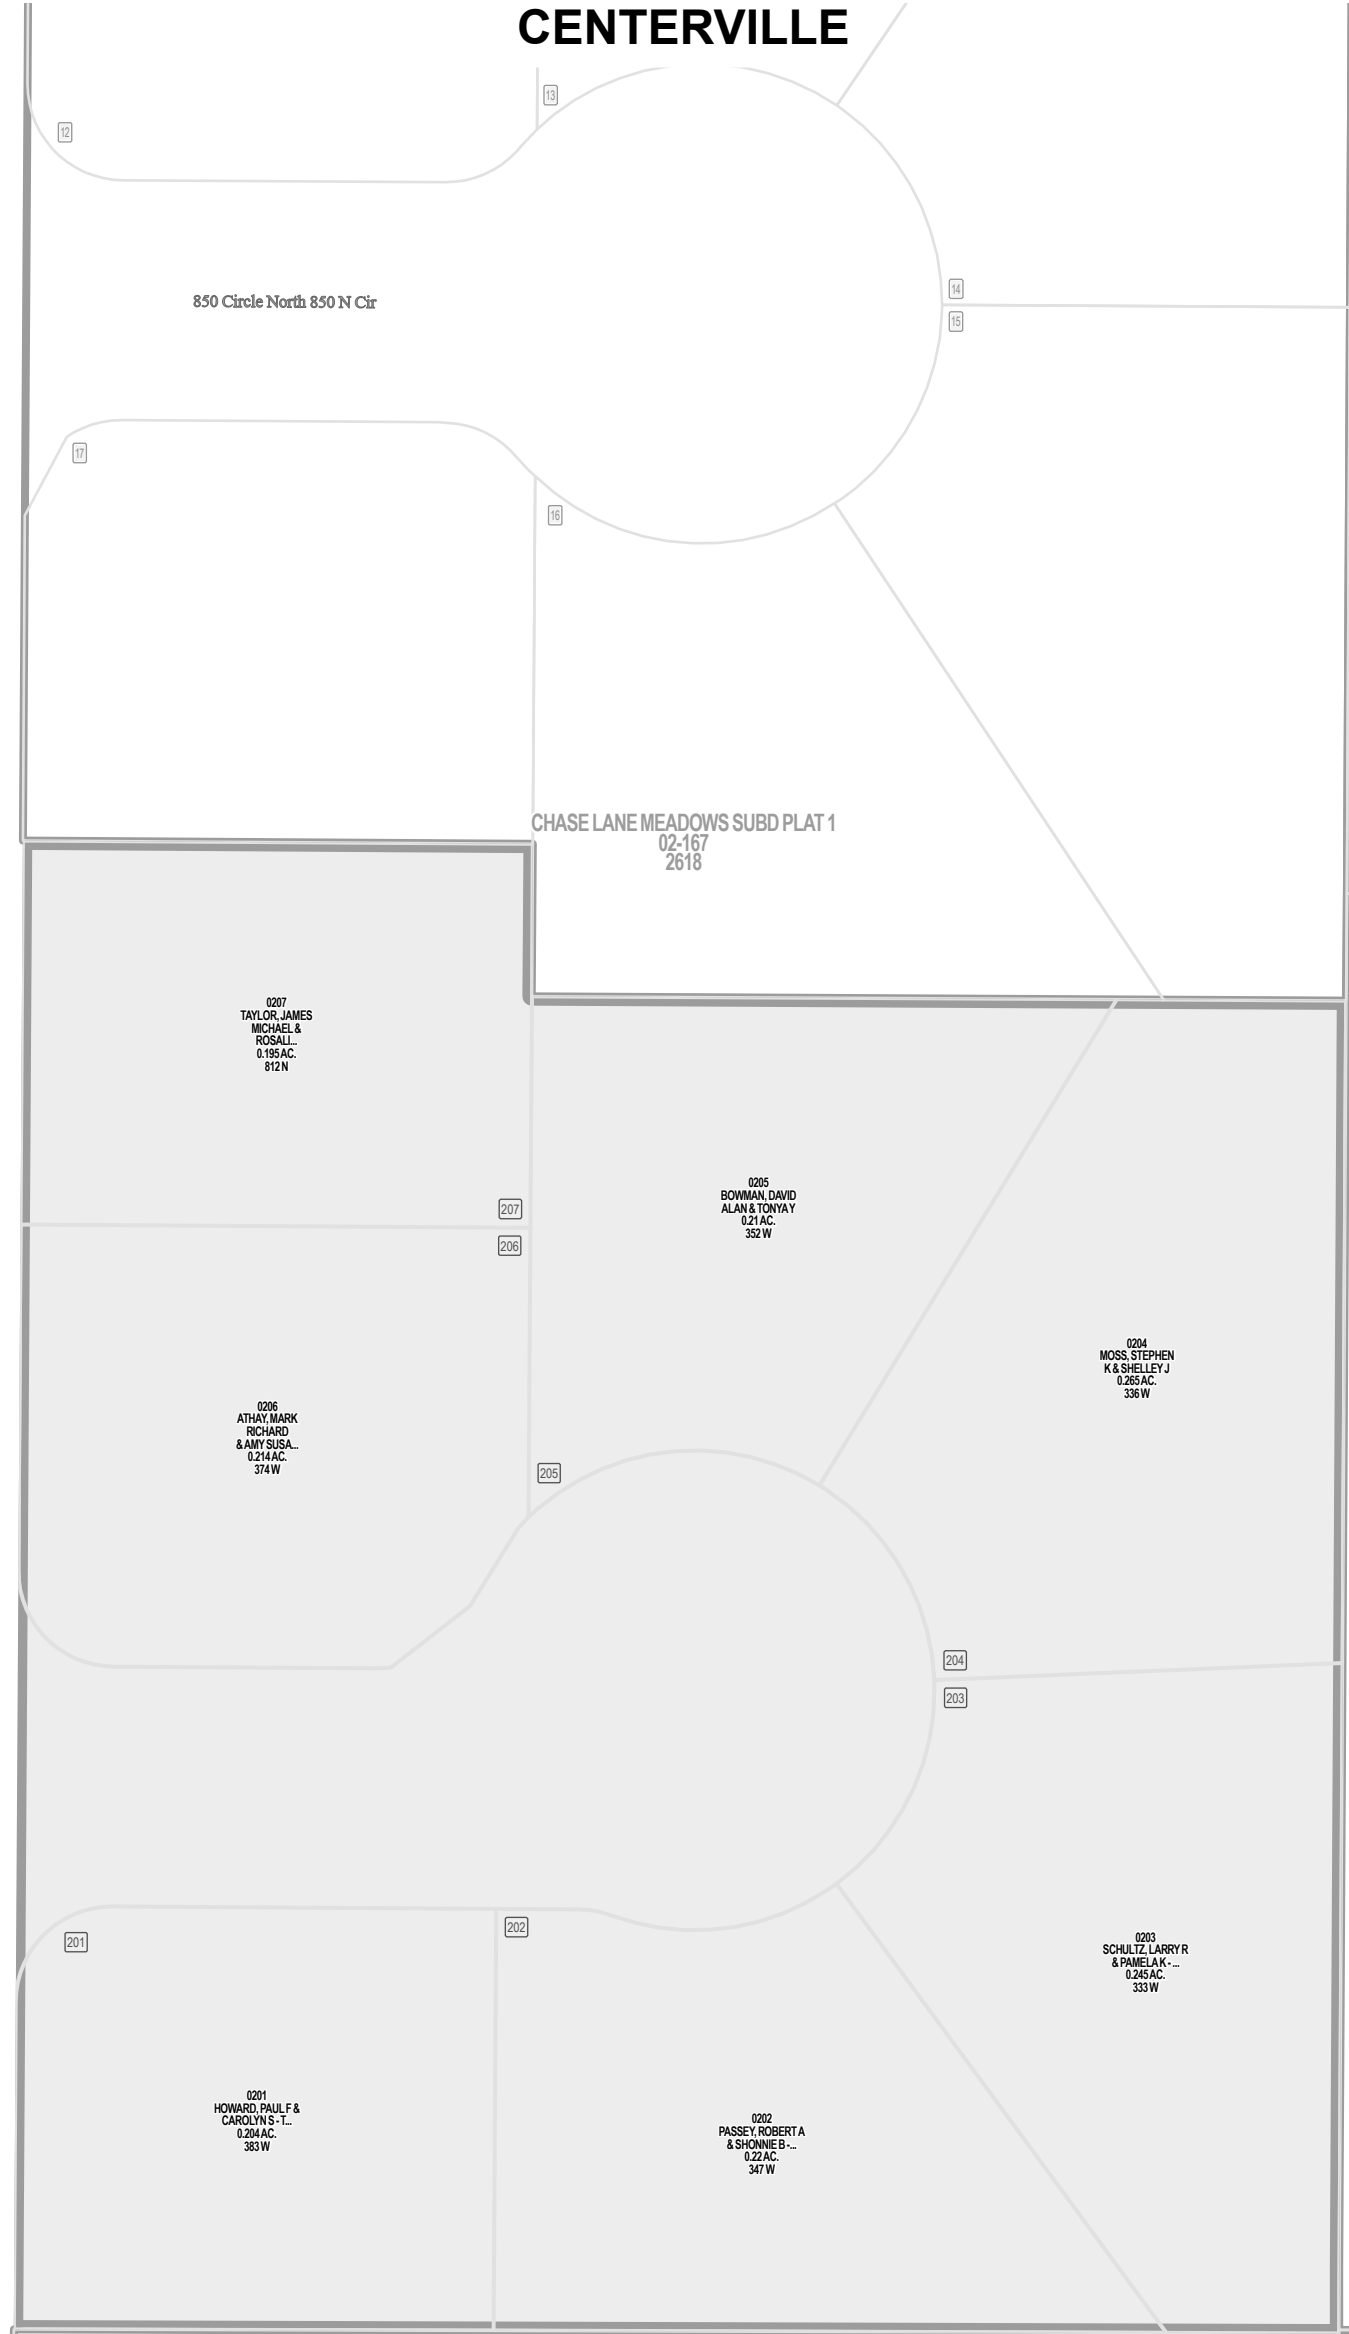 CENTERVILLE
13
12
14
850 Circle North 850 N Cir
15
17
16
CHASE LANE MEADOWS SUBD PLAT 1
02-167
2618
0207
TAYLOR, JAMES
MICHAEL &
ROSALI...
0.195 AC.
812 N
207
206
0205
BOWMAN, DAVID
ALAN & TONYA Y
0.21 AC.
352 W
0204
MOSS, STEPHEN
K & SHELLEY J
0.265 AC.
336 W
0206
ATHAY, MARK
RICHARD
& AMY SUSA...
0.214 AC.
374 W
205
204
203
201
202
0203
SCHULTZ, LARRY R
& PAMELA K - ...
0.245 AC.
333 W
0201
HOWARD, PAUL F &
CAROLYN S - T...
0.204 AC.
383 W
0202
PASSEY, ROBERT A
& SHONNIE B -...
0.22 AC.
347 W